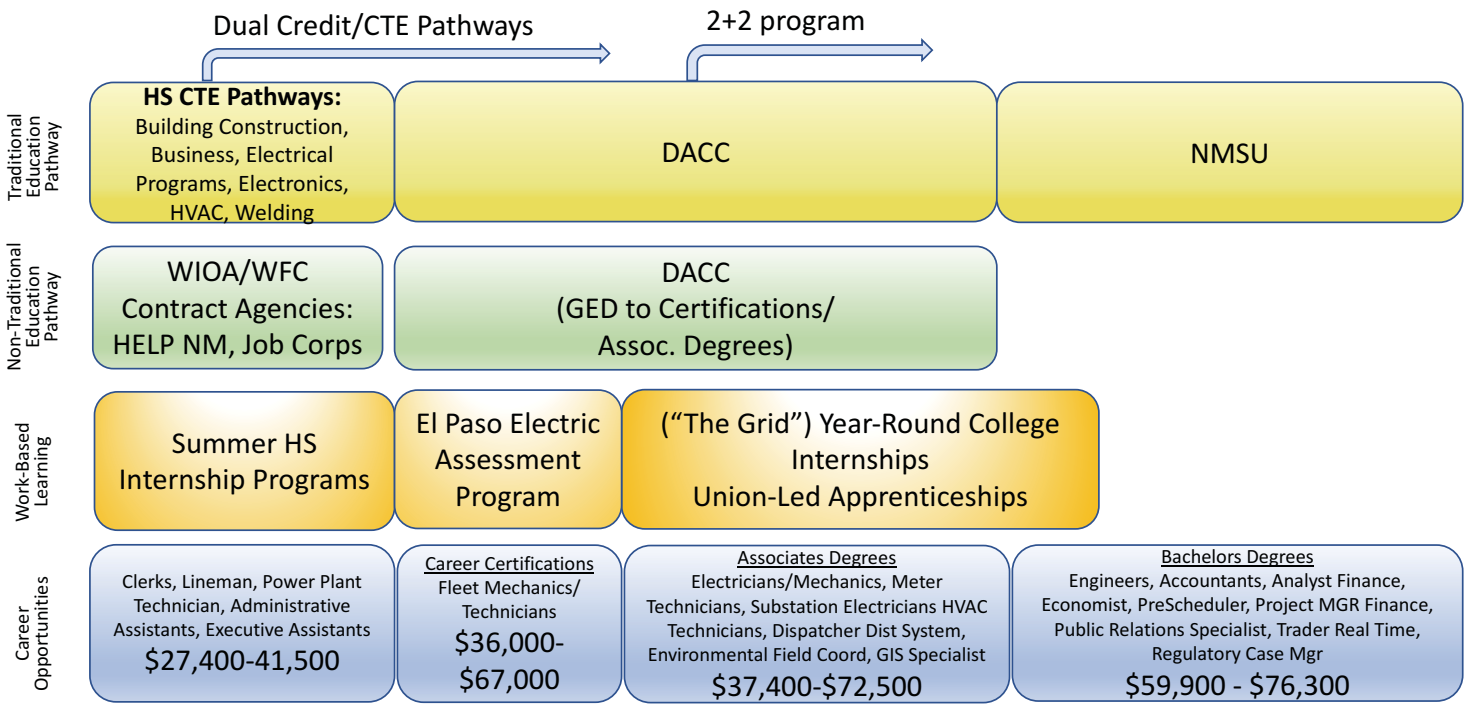 Dual Credit/CTE Pathways
2+2 program
Traditional
Education
Pathway
HS CTE Pathways:
Building Construction,
Business, Electrical
Programs, Electronics,
HVAC, Welding
DACC
NMSU
Non-Traditional
Education
Pathway
WIOA/WFC
Contract Agencies:
HELP NM, Job Corps
DACC
(GED to Certifications/
Assoc. Degrees)
Work-Based
Learning
Summer HS
Internship Programs
El Paso Electric
Assessment
Program
(“The Grid”) Year-Round College
Internships
Union-Led Apprenticeships
Career
Opportunities
Clerks, Lineman, Power Plant
Technician, Administrative
Assistants, Executive Assistants
$27,400-41,500
Career Certifications
Fleet Mechanics/
Technicians
$36,000-
$67,000
Associates Degrees
Electricians/Mechanics, Meter
Technicians, Substation Electricians HVAC
Technicians, Dispatcher Dist System,
Environmental Field Coord, GIS Specialist
$37,400-$72,500
Bachelors Degrees
Engineers, Accountants, Analyst Finance,
Economist, PreScheduler, Project MGR Finance,
Public Relations Specialist, Trader Real Time,
Regulatory Case Mgr
$59,900 - $76,300